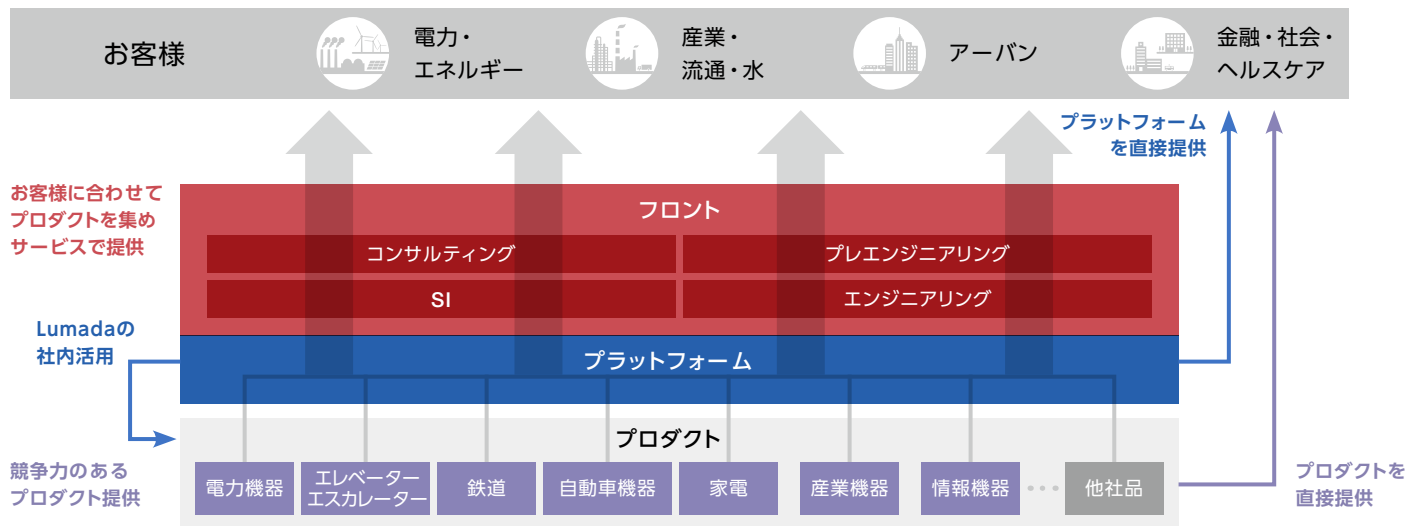 お客様
電力・
エネルギー
産業・
流通・水
アーバン
金融・社会・
ヘルスケア
プラットフォーム
を直接提供
お客様に合わせて
プロダクトを集め
サービスで提供
フロント
コンサルティング
プレエンジニアリング
SI
エンジニアリング
Lumadaの
社内活用
プラットフォーム
プロダクト
競争力のある
プロダクト提供
電力機器
エレベーター
エスカレーター
鉄道
自動車機器
家電
産業機器
情報機器
・・・
他社品
プロダクトを
直接提供